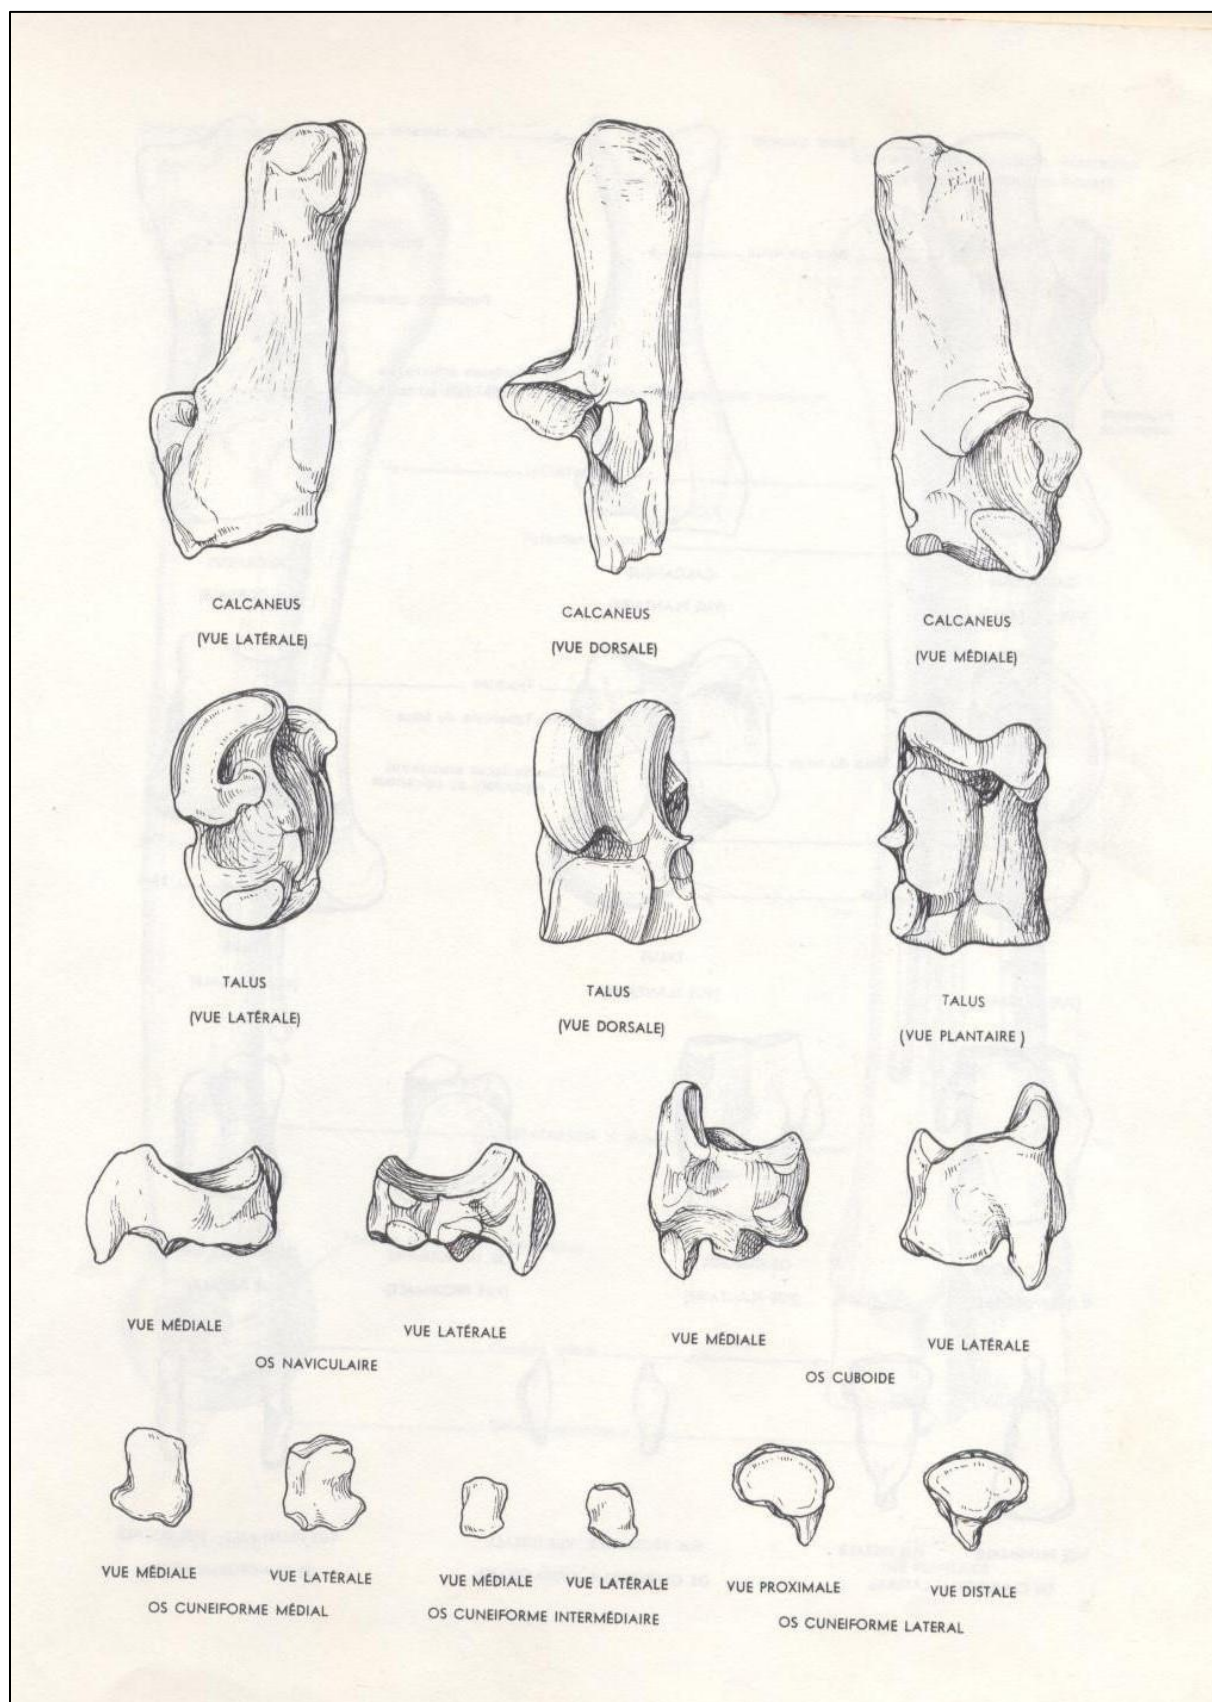 CALCANEUS
(VUE LATÉRALE)
CALCANEUS
(VUE DORSALE)
CALCANEUS
(VUE MÉDIALE)
TALUS
(VUE LATÉRALE)
TALUS
(VUE DORSALE)
TALUS
(VUE PLANTAIRE )
VUE MÉDIALE
VUE LATÉRALE
OS NAVICULAIRE
VUE MÉDIALE
VUE LATÉRALE
OS CUBOIDE
VUE MÉDIALE
VUE LATÉRALE
OS CUNEIFORME MÉDIAL
VUE MÉDIALE
VUE LATÉRALE
OS CUNEIFORME INTERMÉDIAIRE
VUE PROXIMALE
VUE DISTALE
OS CUNEIFORME LATERAL